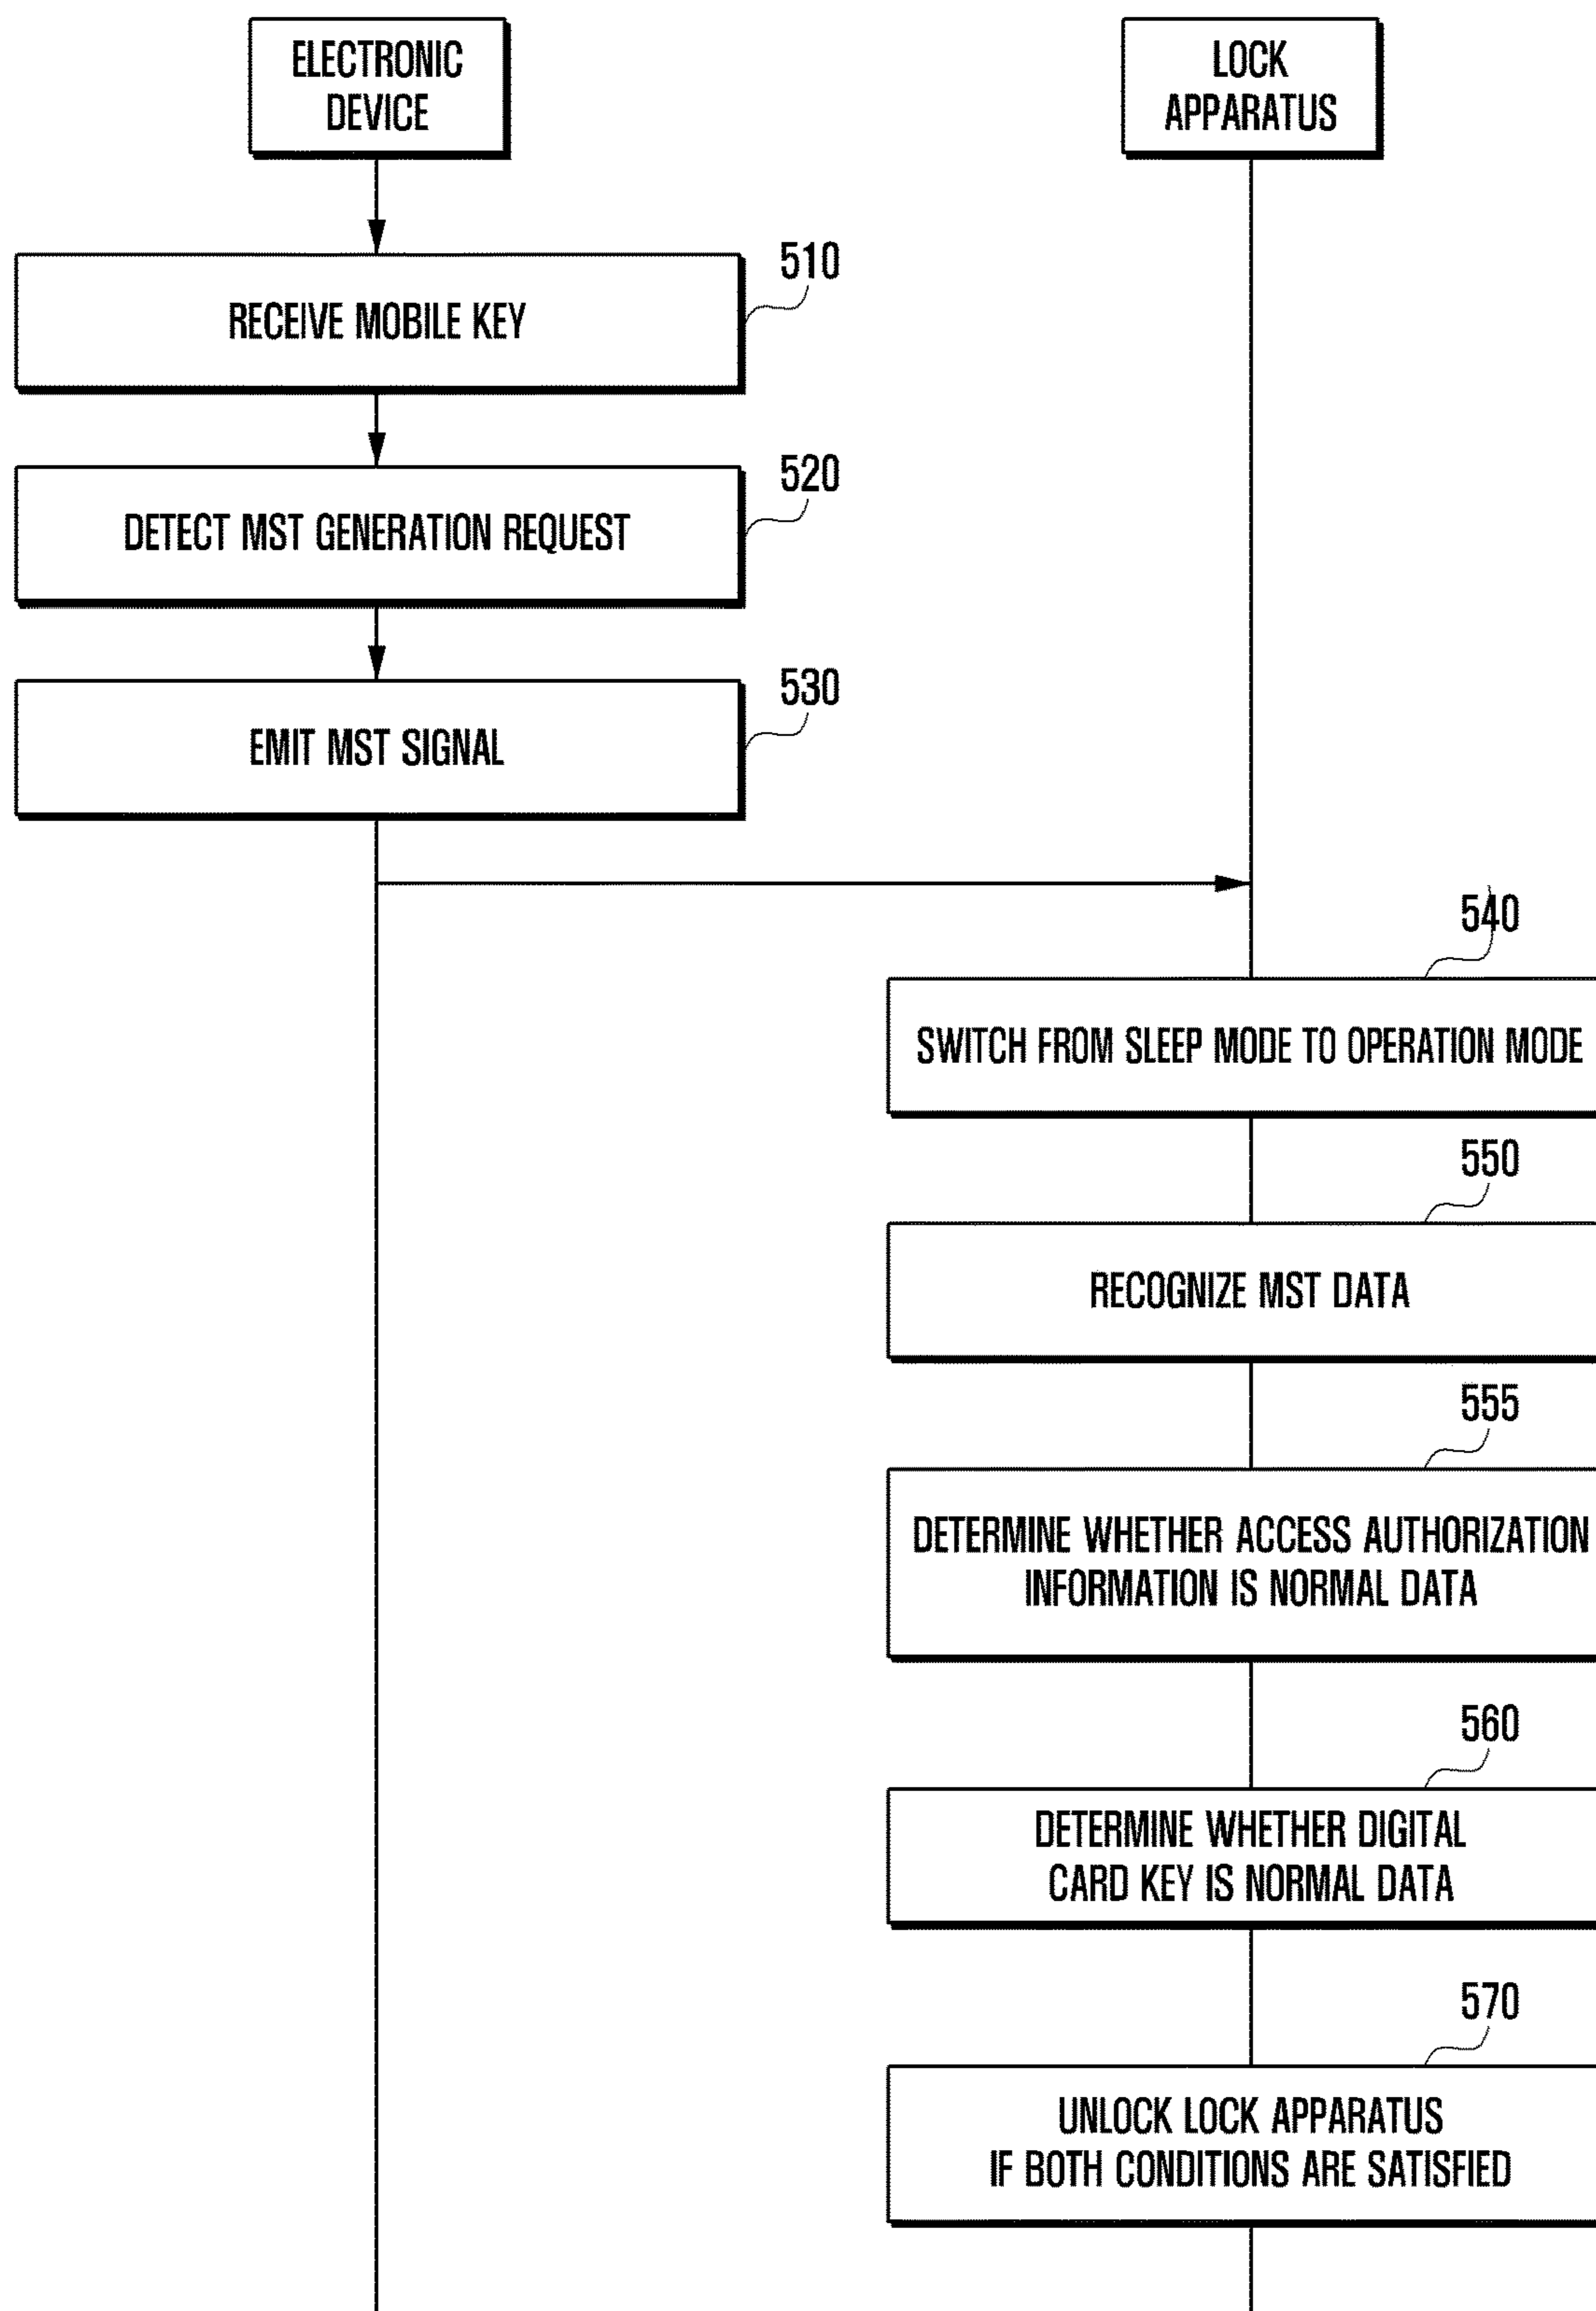 ELECTRONIC
DEVICE
LOCK
APPARATUS
510
RECEIVE MOBILE KEY
520
DETECT MST GENERATION REQUEST
530
EMIT MST SIGNAL
540
SWITCH FROM SLEEP MODE TO OPERATION MODE
550
RECOGNIZE MST DATA
555
DETERMINE WHETHER ACCESS AUTHORIZATION
INFORMATION IS NORMAL DATA
560
DETERMINE WHETHER DIGITAL
CARD KEY IS NORMAL DATA
570
UNLOCK LOCK APPARATUS
IF BOTH CONDITIONS ARE SATISFIED